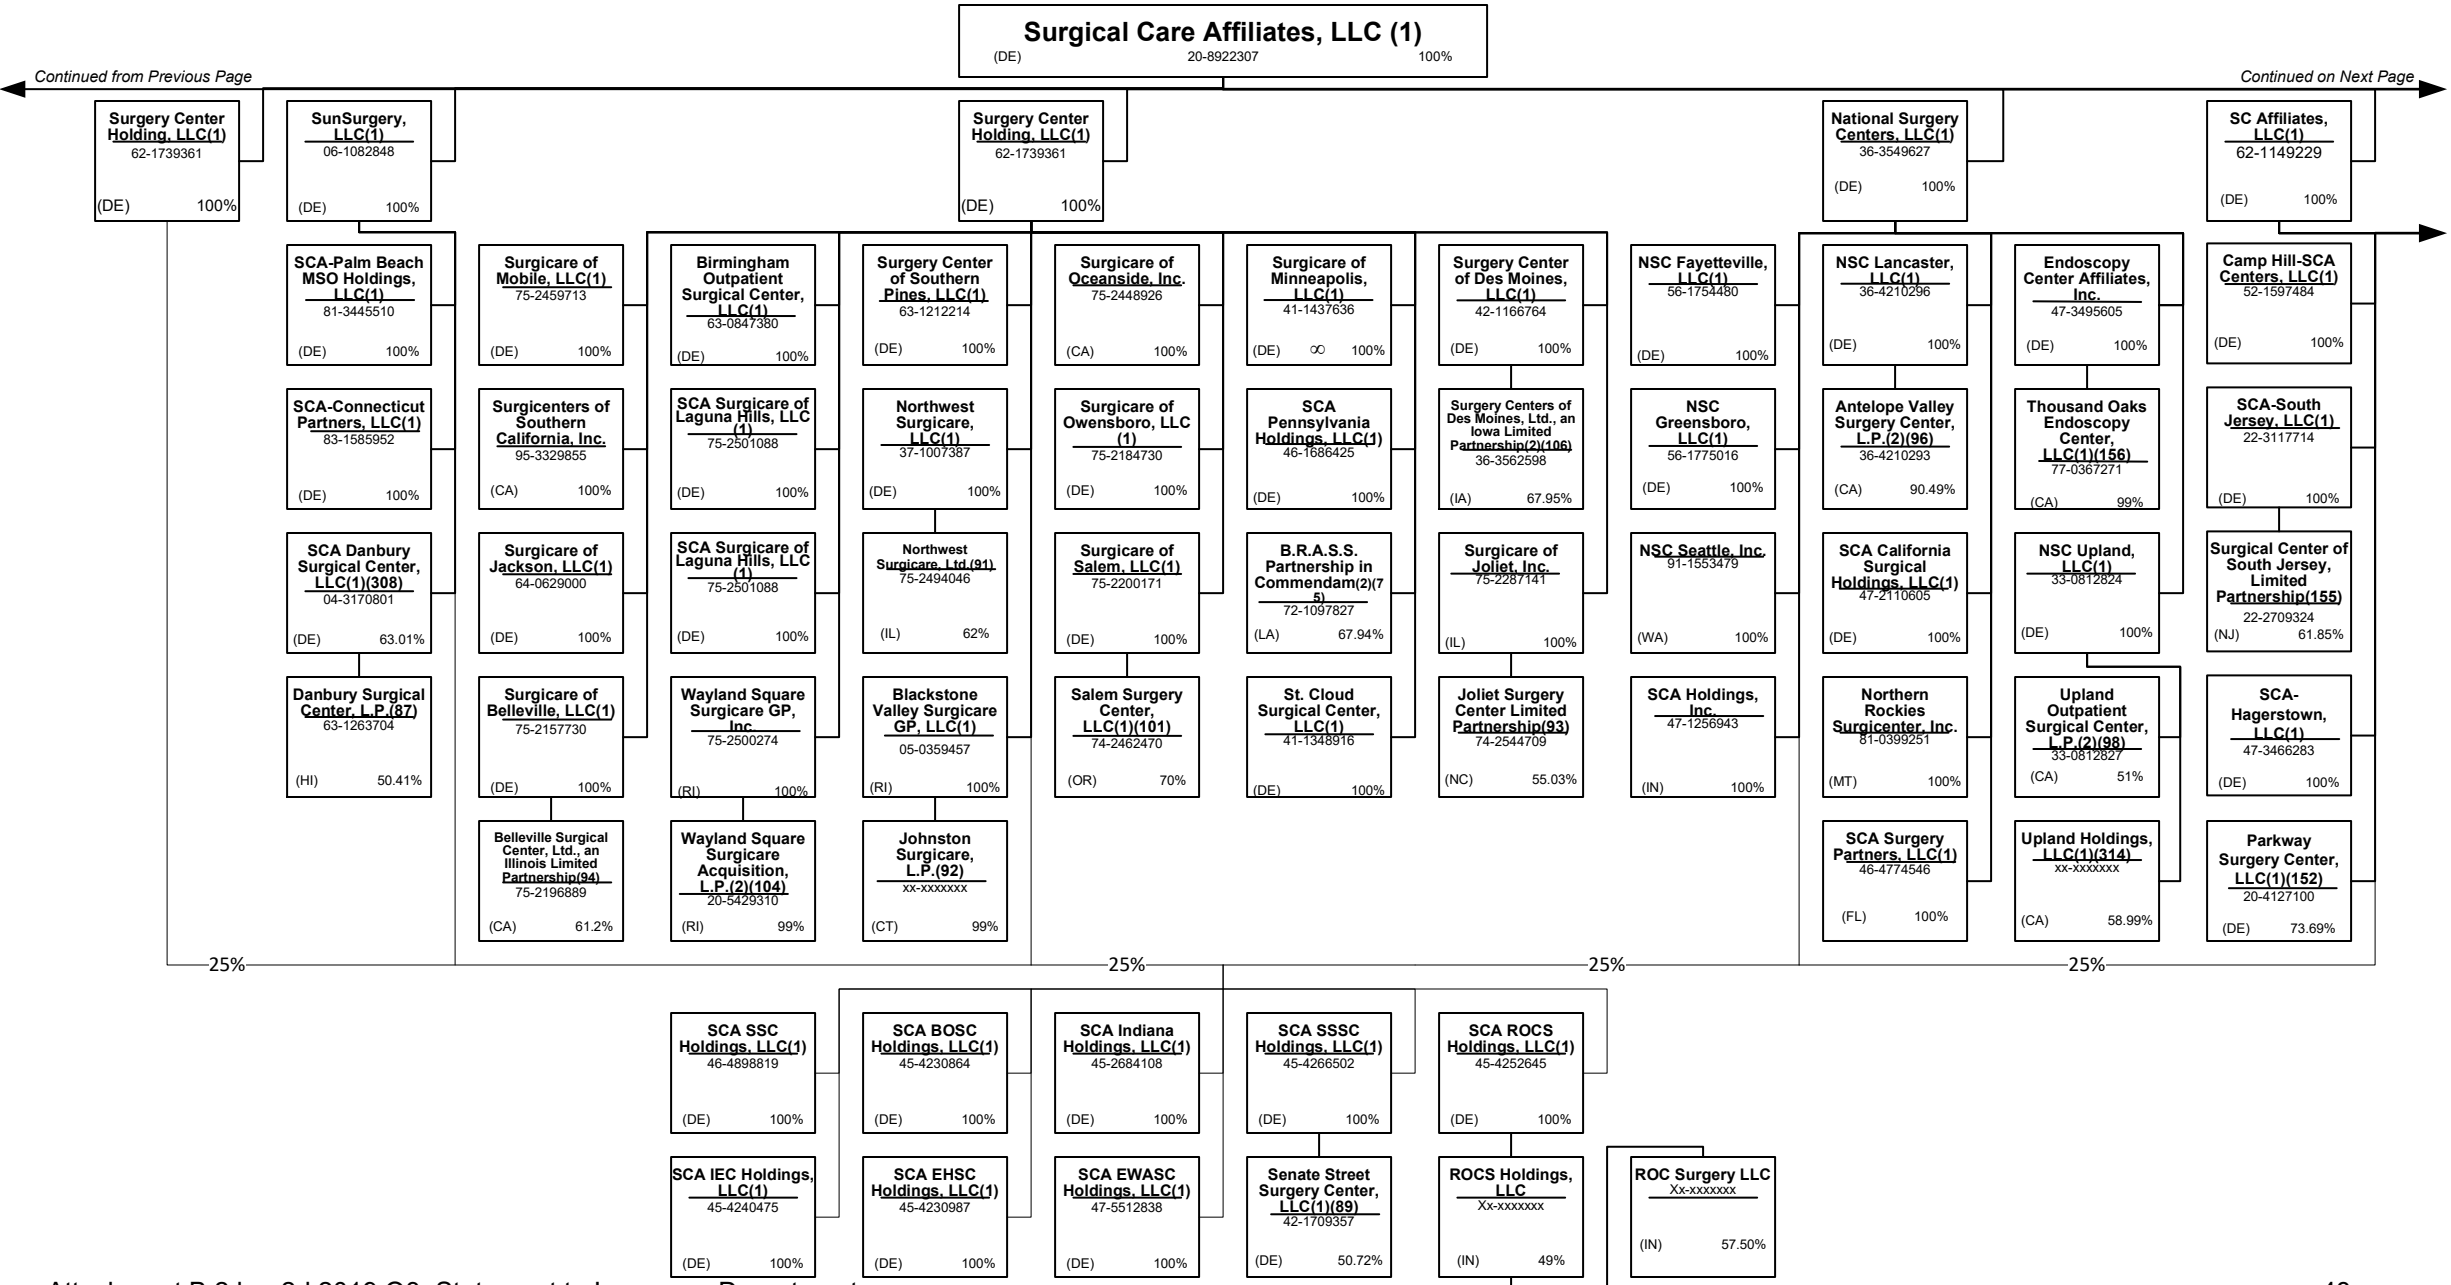 Surgical Care Affiliates, LLC (1)
(DE) 20-8922307 100%
Continued from Previous Page
Continued on Next Page
Surgery Center
Holding, LLC(1)
62-1739361
(DE) 100%
SunSurgery,
LLC(1)
06-1082848
(DE) 100%
Surgery Center
Holding, LLC(1)
62-1739361
(DE) 100%
National Surgery
Centers, LLC(1)
36-3549627
(DE) 100%
SC Affiliates,
LLC(1)
62-1149229
(DE) 100%
SCA-Palm Beach
MSO Holdings,
LLC(1)
81-3445510
(DE) 100%
Surgicare of
Mobile, LLC(1)
75-2459713
(DE) 100%
Birmingham
Outpatient
Surgical Center,
LLC(1)
63-0847380
(DE) 100%
Surgery Center
of Southern
Pines, LLC(1)
63-1212214
(DE) 100%
Surgicare of
Oceanside, Inc.
75-2448926
(CA) 100%
Surgicare of
Minneapolis,
LLC(1)
41-1437636
(DE) ∞ 100%
Surgery Center
of Des Moines,
LLC(1)
42-1166764
(DE) 100%
NSC Fayetteville,
LLC(1)
56-1754480
(DE) 100%
NSC Lancaster,
LLC(1)
36-4210296
(DE) 100%
Endoscopy
Center Affiliates,
Inc.
47-3495605
(DE) 100%
Camp Hill-SCA
Centers, LLC(1)
52-1597484
(DE) 100%
SCA-Connecticut
Partners, LLC(1)
83-1585952
(DE) 100%
Surgicenters of
Southern
California, Inc.
95-3329855
(CA) 100%
SCA Surgicare of
Laguna Hills, LLC
(1)
75-2501088
(DE) 100%
Northwest
Surgicare,
LLC(1)
37-1007387
(DE) 100%
Surgicare of
Owensboro, LLC
(1)
75-2184730
(DE) 100%
SCA
Pennsylvania
Holdings, LLC(1)
46-1686425
(DE) 100%
Surgery Centers of
Des Moines, Ltd., an
Iowa Limited
Partnership(2)(106)
36-3562598
(IA) 67.95%
NSC
Greensboro,
LLC(1)
56-1775016
(DE) 100%
Antelope Valley
Surgery Center,
L.P.(2)(96)
36-4210293
(CA) 90.49%
Thousand Oaks
Endoscopy
Center,
LLC(1)(156)
77-0367271
(CA) 99%
SCA-South
Jersey, LLC(1)
22-3117714
(DE) 100%
SCA Danbury
Surgical Center,
LLC(1)(308)
04-3170801
(DE) 63.01%
Surgicare of
Jackson, LLC(1)
64-0629000
(DE) 100%
SCA Surgicare of
Laguna Hills, LLC
(1)
75-2501088
(DE) 100%
Northwest
Surgicare, Ltd.(91)
75-2494046
(IL) 62%
Surgicare of
Salem, LLC(1)
75-2200171
(DE) 100%
B.R.A.S.S.
Partnership in
Commendam(2)(7
5)
72-1097827
(LA) 67.94%
Surgicare of
Joliet, Inc.
75-2287141
(IL) 100%
NSC Seattle, Inc.
91-1553479
(WA) 100%
SCA California
Surgical
Holdings, LLC(1)
47-2110605
(DE) 100%
NSC Upland,
LLC(1)
33-0812824
(DE) 100%
Surgical Center of
South Jersey,
Limited
Partnership(155)
22-2709324
(NJ) 61.85%
Danbury Surgical
Center, L.P.(87)
63-1263704
(HI) 50.41%
Surgicare of
Belleville, LLC(1)
75-2157730
(DE) 100%
Wayland Square
Surgicare GP,
Inc.
75-2500274
(RI) 100%
Blackstone
Valley Surgicare
GP, LLC(1)
05-0359457
(RI) 100%
Salem Surgery
Center,
LLC(1)(101)
74-2462470
(OR) 70%
St. Cloud
Surgical Center,
LLC(1)
41-1348916
(DE) 100%
Joliet Surgery
Center Limited
Partnership(93)
74-2544709
(NC) 55.03%
SCA Holdings,
Inc.
47-1256943
(IN) 100%
Northern
Rockies
Surgicenter, Inc.
81-0399251
(MT) 100%
Upland
Outpatient
Surgical Center,
L.P.(2)(98)
33-0812827
(CA) 51%
SCA-
Hagerstown,
LLC(1)
47-3466283
(DE) 100%
Belleville Surgical
Center, Ltd., an
Illinois Limited
Partnership(94)
75-2196889
(CA) 61.2%
Wayland Square
Surgicare
Acquisition,
L.P.(2)(104)
20-5429310
(RI) 99%
Johnston
Surgicare,
L.P.(92)
xx-xxxxxxx
(CT) 99%
SCA Surgery
Partners, LLC(1)
46-4774546
(FL) 100%
Upland Holdings,
LLC(1)(314)
xx-xxxxxxx
(CA) 58.99%
Parkway
Surgery Center,
LLC(1)(152)
20-4127100
(DE) 73.69%
25% 25% 25% 25%
SCA SSC
Holdings, LLC(1)
46-4898819
(DE) 100%
SCA BOSC
Holdings, LLC(1)
45-4230864
(DE) 100%
SCA Indiana
Holdings, LLC(1)
45-2684108
(DE) 100%
SCA SSSC
Holdings, LLC(1)
45-4266502
(DE) 100%
SCA ROCS
Holdings, LLC(1)
45-4252645
(DE) 100%
SCA IEC Holdings,
LLC(1)
45-4240475
(DE) 100%
SCA EHSC
Holdings, LLC(1)
45-4230987
(DE) 100%
SCA EWASC
Holdings, LLC(1)
47-5512838
(DE) 100%
Senate Street
Surgery Center,
LLC(1)(89)
42-1709357
(DE) 50.72%
ROCS Holdings,
LLC
Xx-xxxxxxx
(IN) 49%
ROC Surgery LLC
Xx-xxxxxxx
(IN) 57.50%